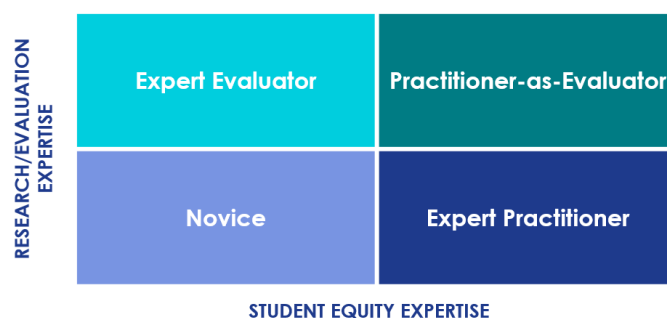 RESEARCH/EVALUATION
EXPERTISE
Expert Evaluator
Practitioner-as-Evaluator
Novice
Expert Practitioner
STUDENT EQUITY EXPERTISE